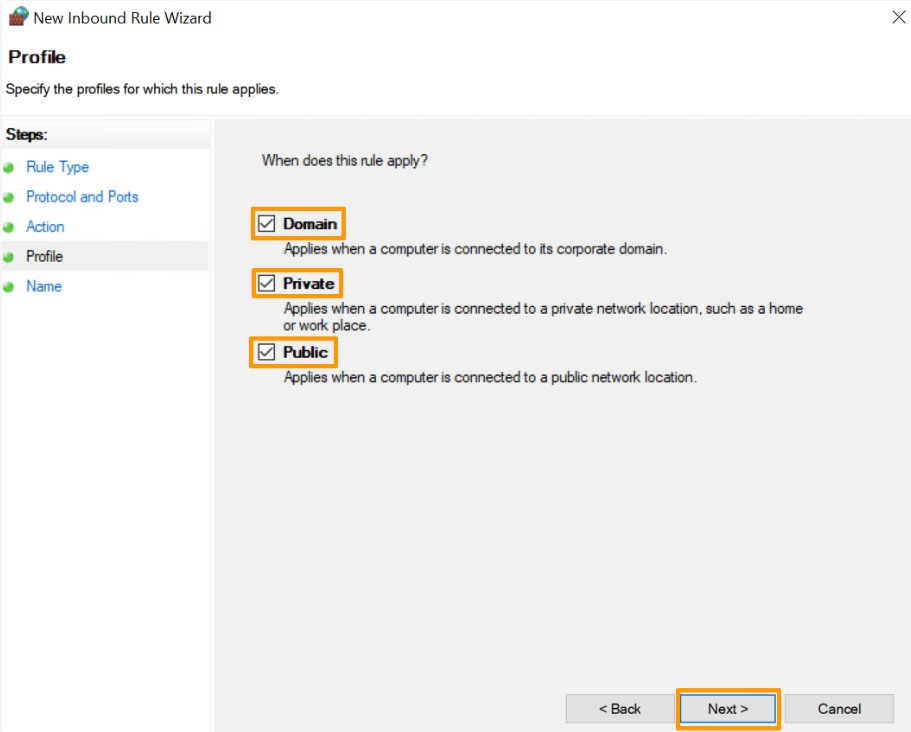 New Inbound Rule Wizard
Profile
Specify the profiles for which this rule applies.
Steps:
Rule Type
Protocol and Ports
Action
Profile
Name
When does this rule apply?
Domain
Applies when a computer is connected to its corporate domain.
Private
Applies when a computer is connected to a private network location, such as a home
or work place.
Public
Applies when a computer is connected to a public network location.
< Back
Next >
Cancel